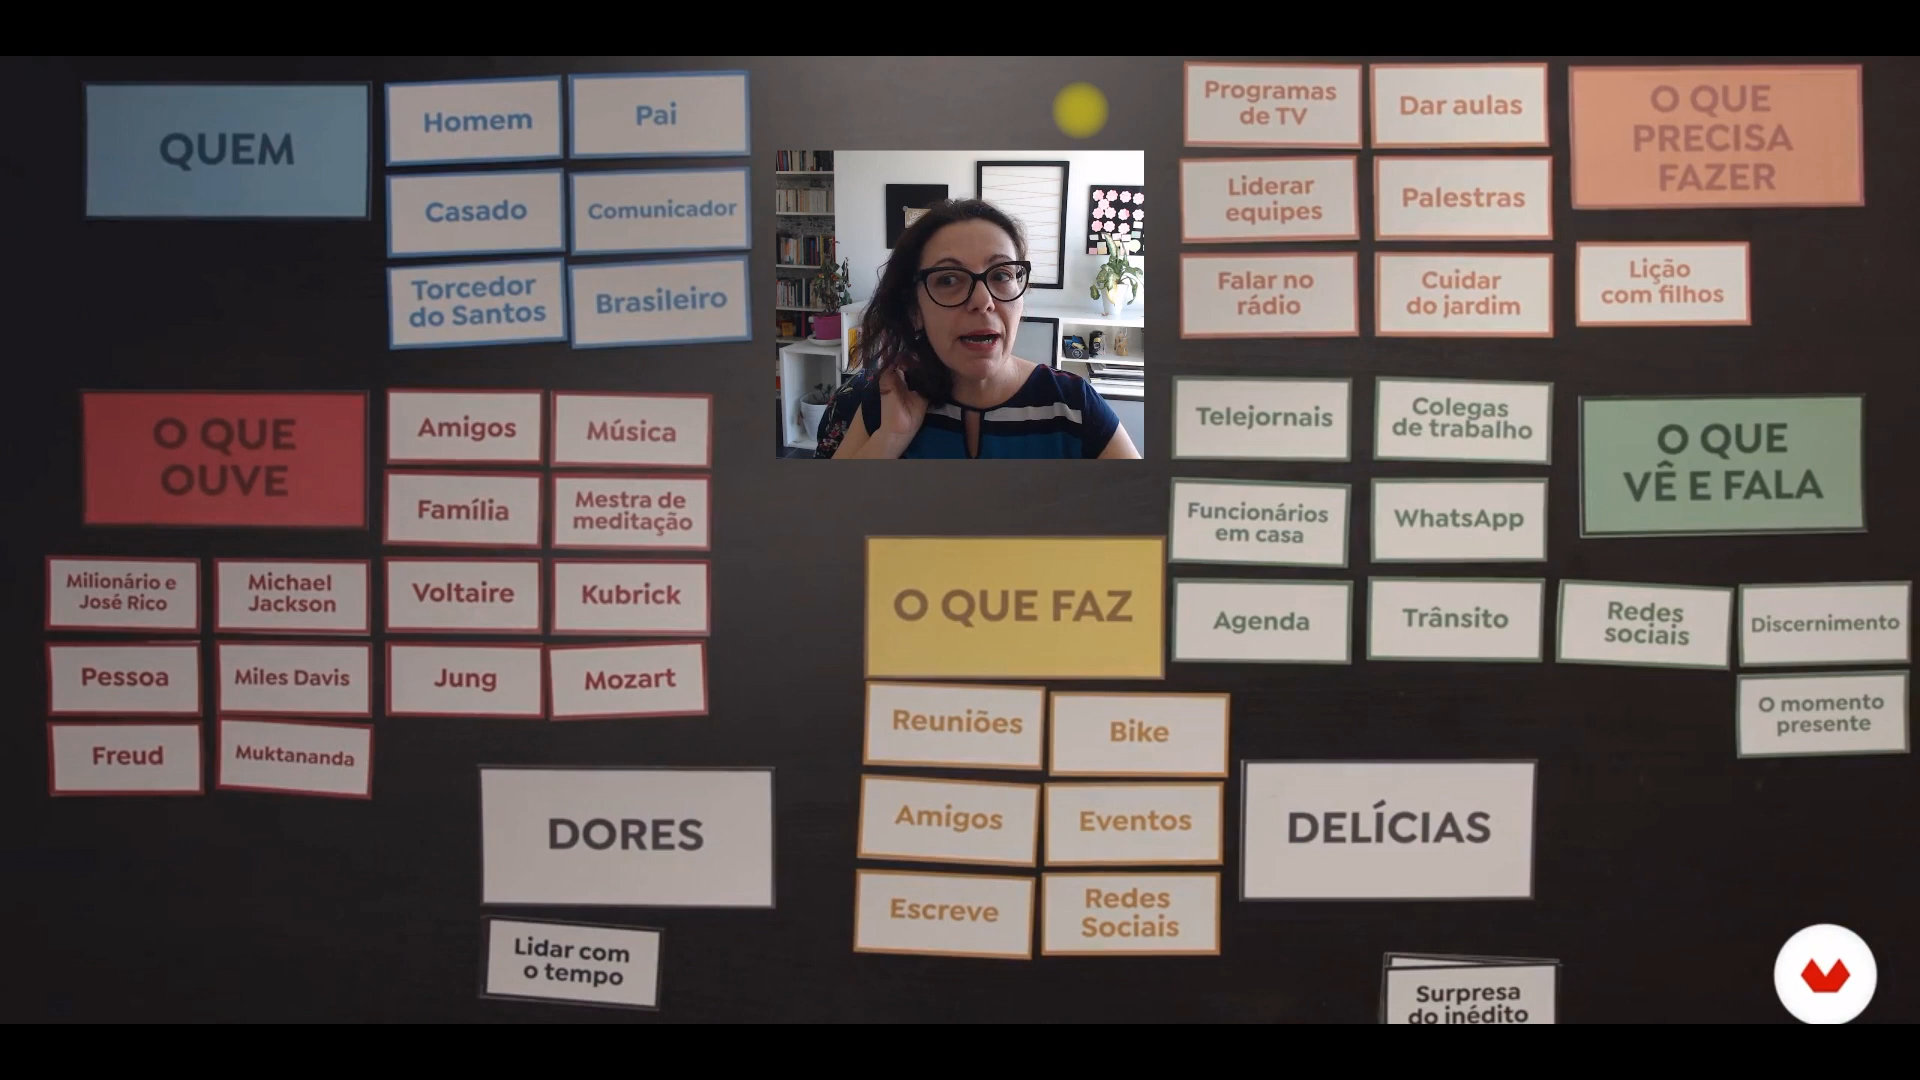 QUEM
Homem
Pai
Casado
Comunicador
Torcedor
do Santos
Brasileiro
Programas
de TV
Dar aulas
O QUE
PRECISA
FAZER
Liderar
equipes
Palestras
Falar no
rádio
Cuidar
do jardim
Lição
com filhos
O QUE
OUVE
Amigos
Música
Família
Mestra de
meditação
Milionário e
José Rico
Michael
Jackson
Voltaire
Kubrick
Pessoa
Miles Davis
Jung
Mozart
Freud
Muktananda
Telejornais
Colegas
de trabalho
O QUE
VÊ E FALA
Funcionários
em casa
WhatsApp
Agenda
Trânsito
Redes
sociais
Discernimento
O momento
presente
O QUE FAZ
Reuniões
Bike
Amigos
Eventos
Escreve
Redes
Sociais
DORES
Lidar com
o tempo
DELÍCIAS
Surpresa
do inédito